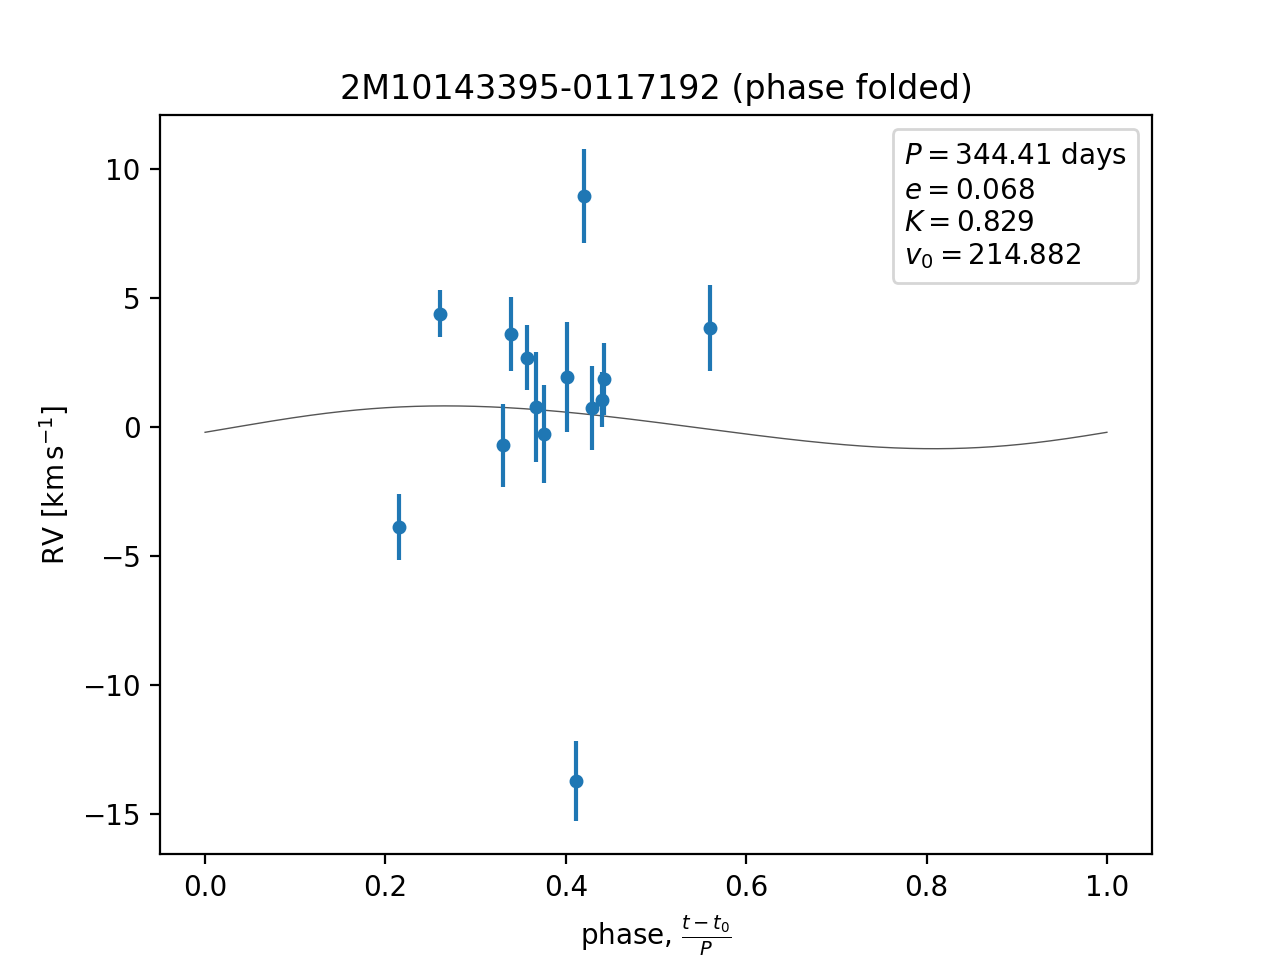 2M10143395-0117192 (phase folded)
P = 344.41 days
e = 0.068
K = 0.829
v₀ = 214.882
10
5
0
−5
−10
−15
RV [km s⁻¹]
0.0 0.2 0.4 0.6 0.8 1.0
phase, (t − t₀)/P